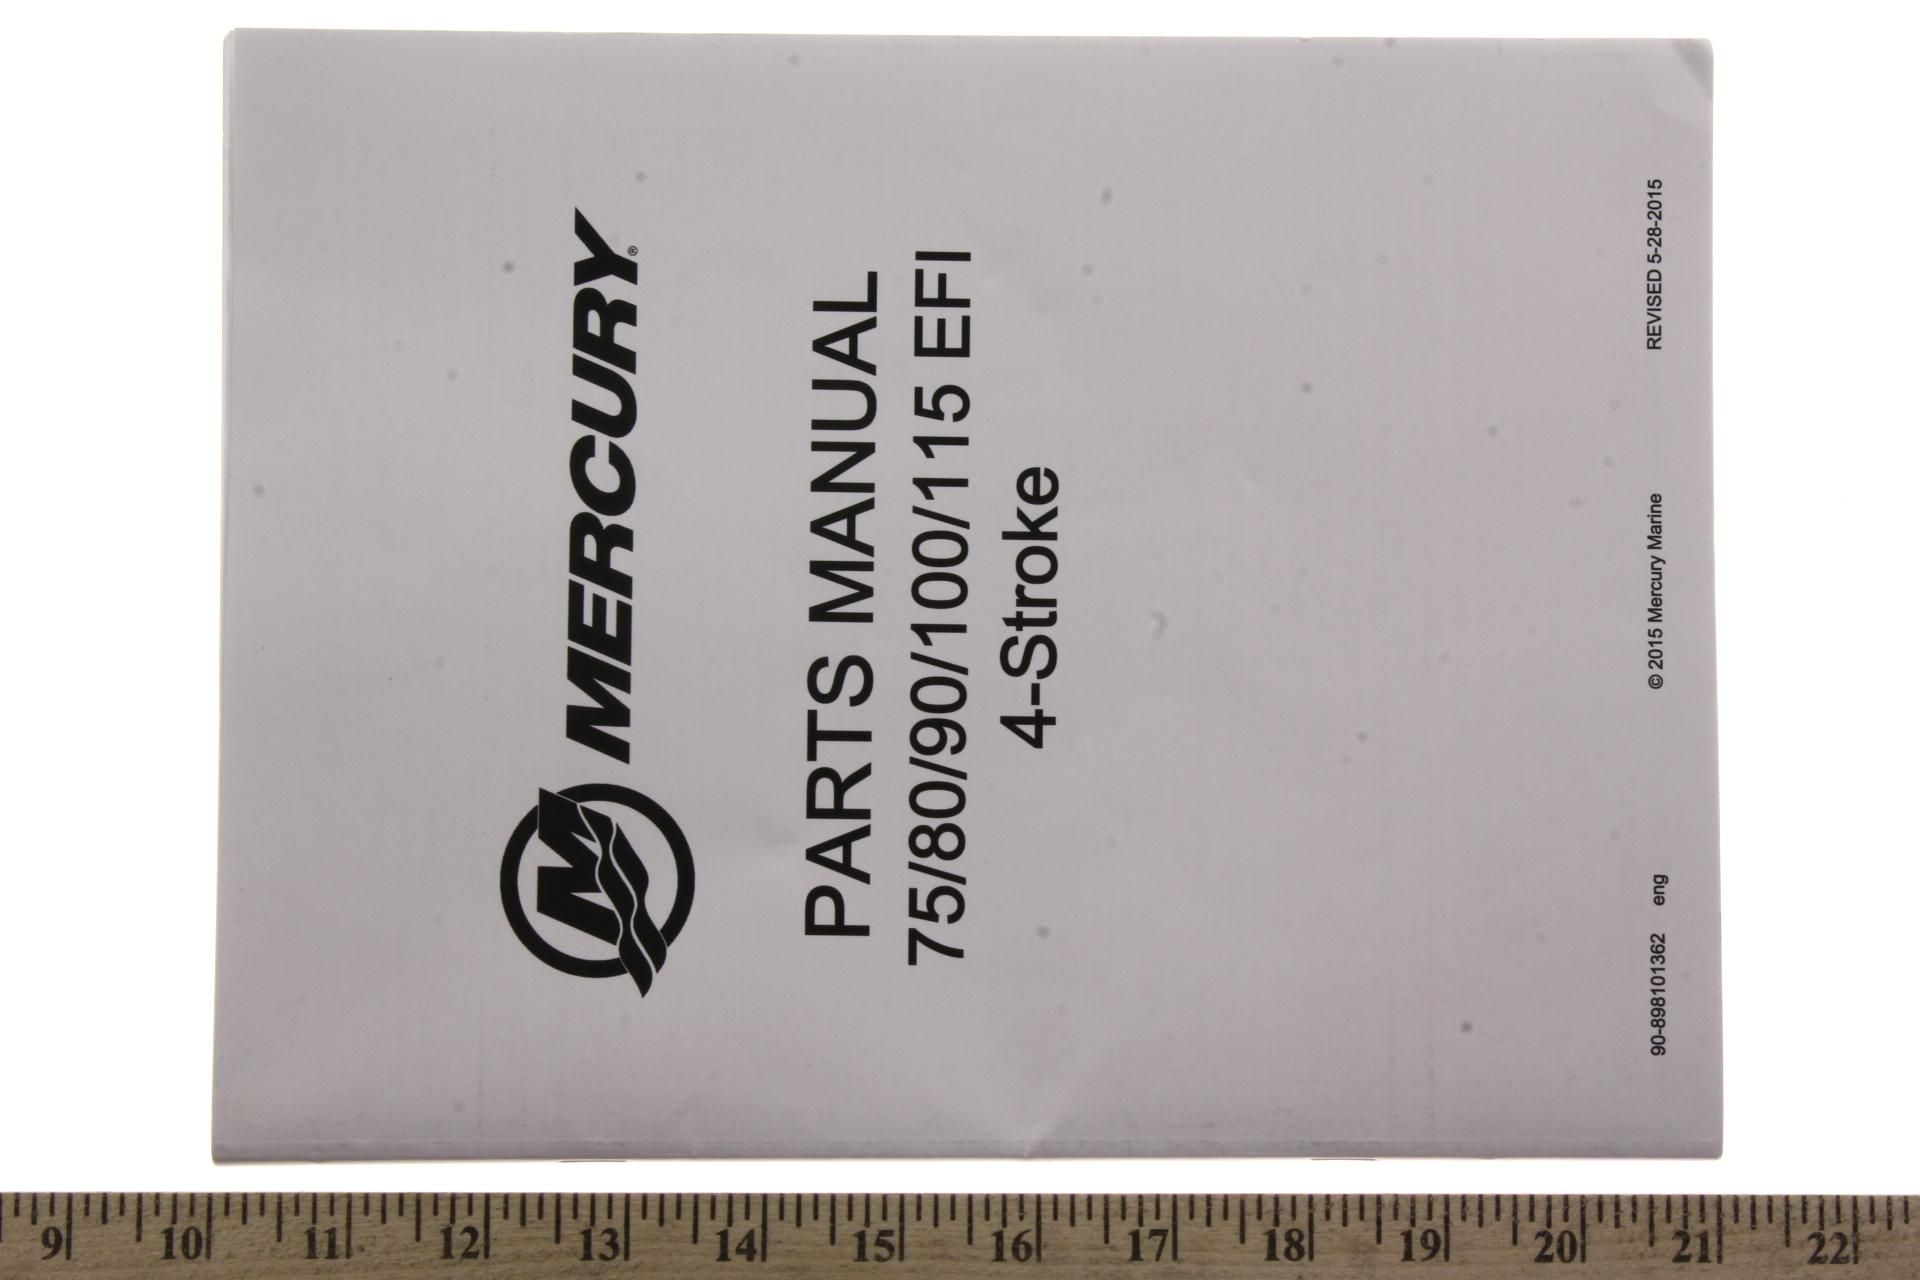 MERCURY®
PARTS MANUAL
75/80/90/100/115 EFI
4-Stroke
90-898101362 eng © 2015 Mercury Marine REVISED 5-28-2015
9 10 11 12 13 14 15 16 17 18 19 20 21 22